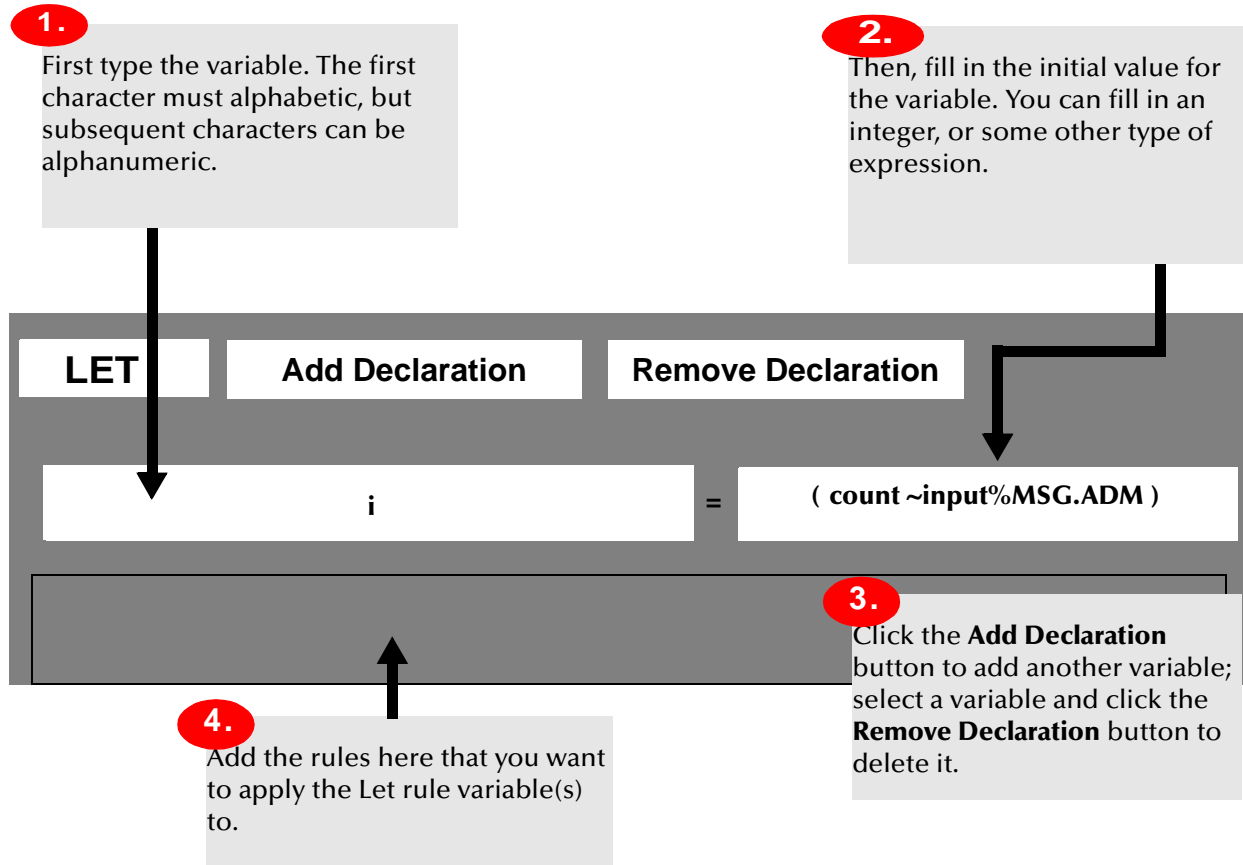 1.
First type the variable. The first
character must alphabetic, but
subsequent characters can be
alphanumeric.
2.
Then, fill in the initial value for
the variable. You can fill in an
integer, or some other type of
expression.
LET
Add Declaration
Remove Declaration
i
=
( count ~input%MSG.ADM )
3.
Click the Add Declaration
button to add another variable;
select a variable and click the
Remove Declaration button to
delete it.
4.
Add the rules here that you want
to apply the Let rule variable(s)
to.